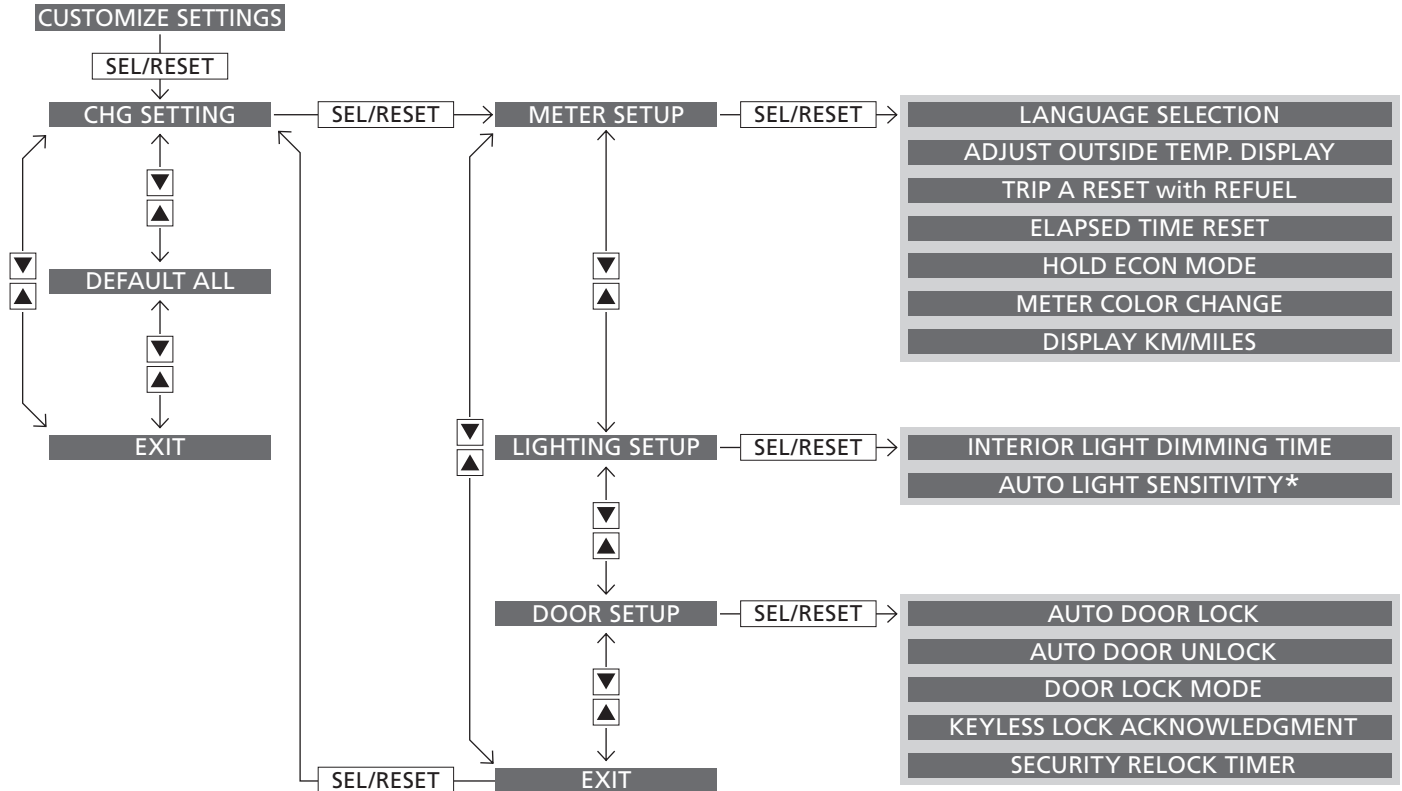 CUSTOMIZE SETTINGS
SEL/RESET
CHG SETTING
SEL/RESET
METER SETUP
SEL/RESET
LANGUAGE SELECTION
ADJUST OUTSIDE TEMP. DISPLAY
TRIP A RESET with REFUEL
ELAPSED TIME RESET
HOLD ECON MODE
METER COLOR CHANGE
DISPLAY KM/MILES
DEFAULT ALL
EXIT
LIGHTING SETUP
SEL/RESET
INTERIOR LIGHT DIMMING TIME
AUTO LIGHT SENSITIVITY*
DOOR SETUP
SEL/RESET
AUTO DOOR LOCK
AUTO DOOR UNLOCK
DOOR LOCK MODE
KEYLESS LOCK ACKNOWLEDGMENT
SECURITY RELOCK TIMER
SEL/RESET
EXIT